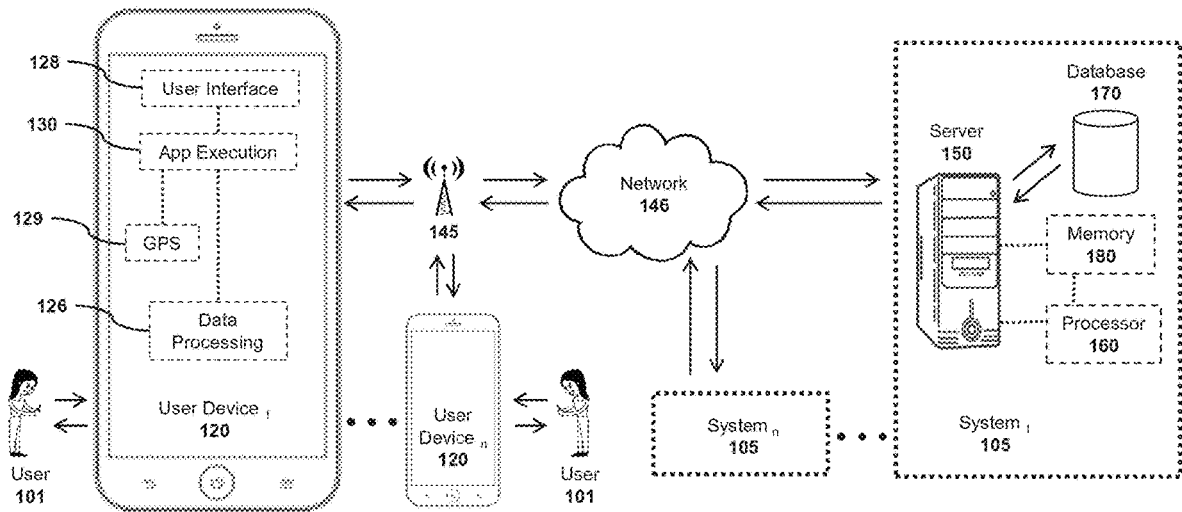 128
User Interface
130
App Execution
129
GPS
126
Data
Processing
User Device 1
120
User
101
145
User
Device n
120
User
101
Network
146
System n
105
Database
170
Server
150
Memory
180
Processor
160
System 1
105